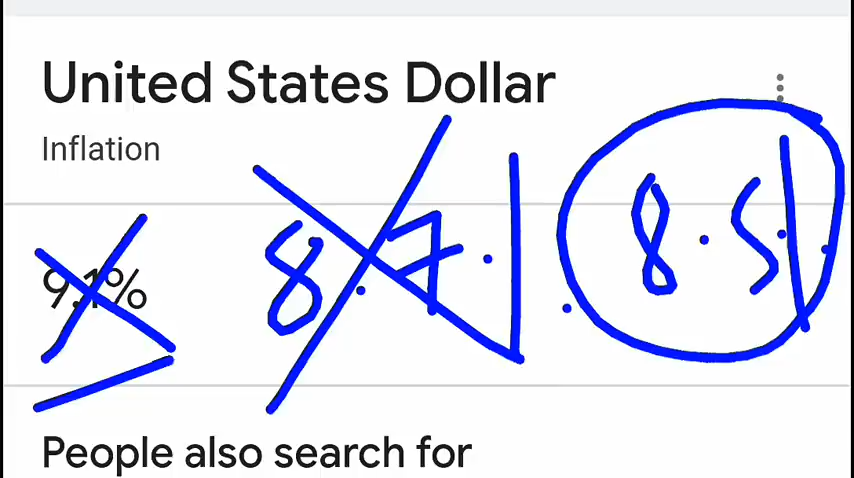 United States Dollar
Inflation
9.1% 8.7 8.5
People also search for